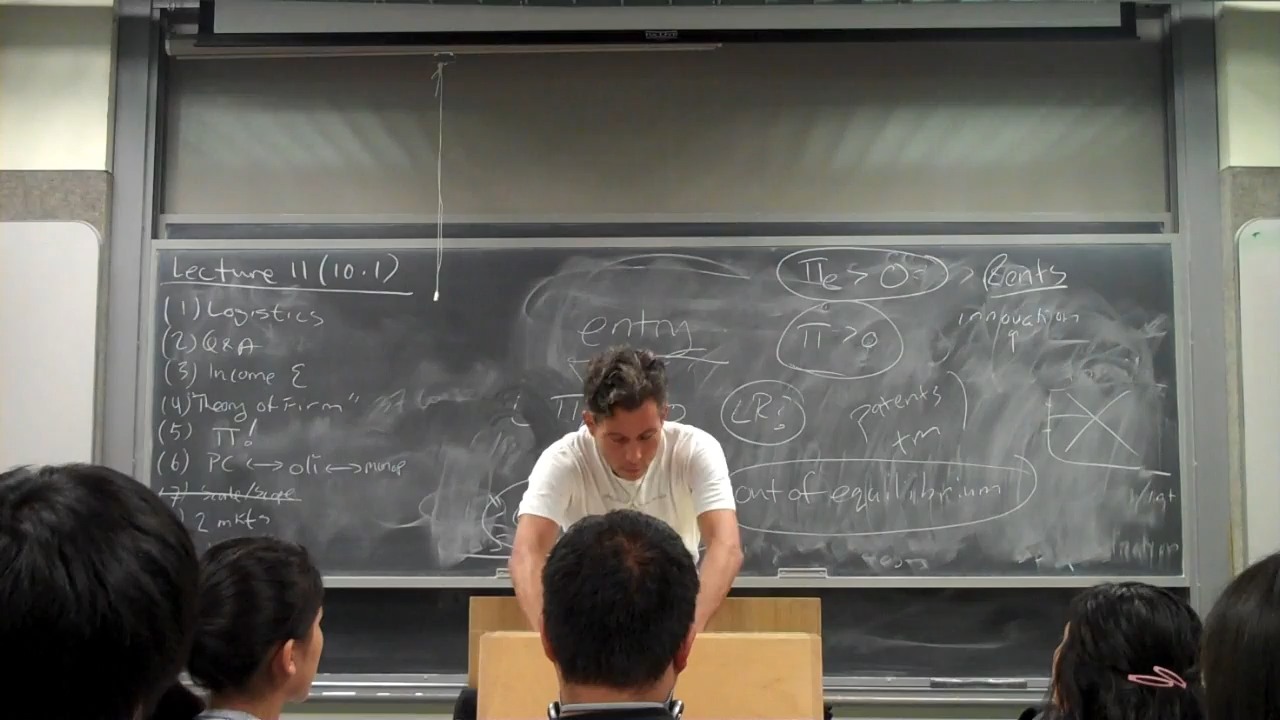 Lecture 11 (10.1)
(1) Logistics
(2) Q&A
(3) Income Σ
(4) "Theory of Firm"
(5) Π!
(6) PC ↔ oli ↔ monop
(7) Scale/Scope
2 mkts
entry
Π
LR
Πe > 0
> Rents
Π > 0
innovation
↑
patents
tm
out of equilibrium